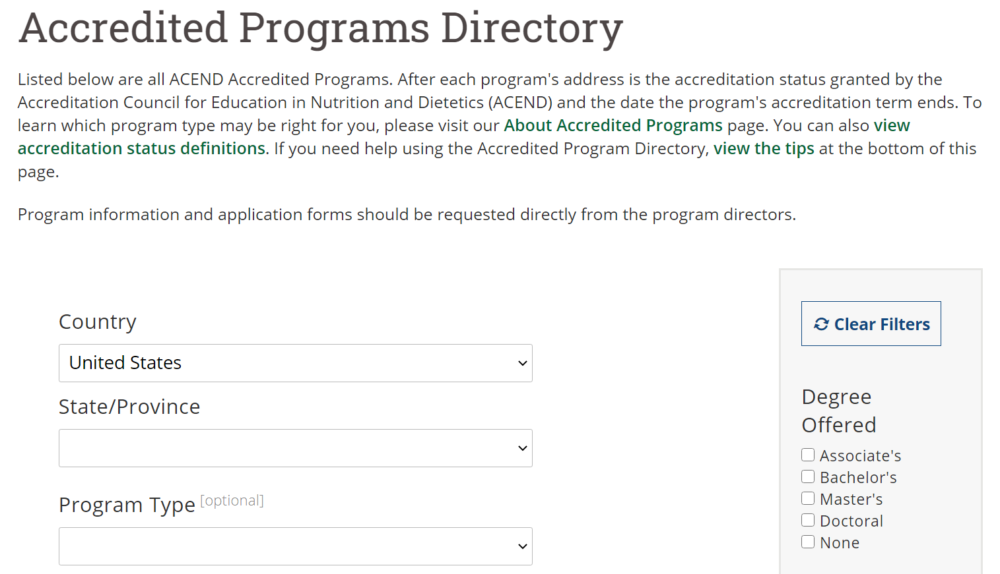 Accredited Programs Directory
Listed below are all ACEND Accredited Programs. After each program's address is the accreditation status granted by the
Accreditation Council for Education in Nutrition and Dietetics (ACEND) and the date the program's accreditation term ends. To
learn which program type may be right for you, please visit our About Accredited Programs page. You can also view
accreditation status definitions. If you need help using the Accredited Program Directory, view the tips at the bottom of this
page.
Program information and application forms should be requested directly from the program directors.
Country
United States
State/Province
Program Type [optional]
Clear Filters
Degree
Offered
Associate's
Bachelor's
Master's
Doctoral
None